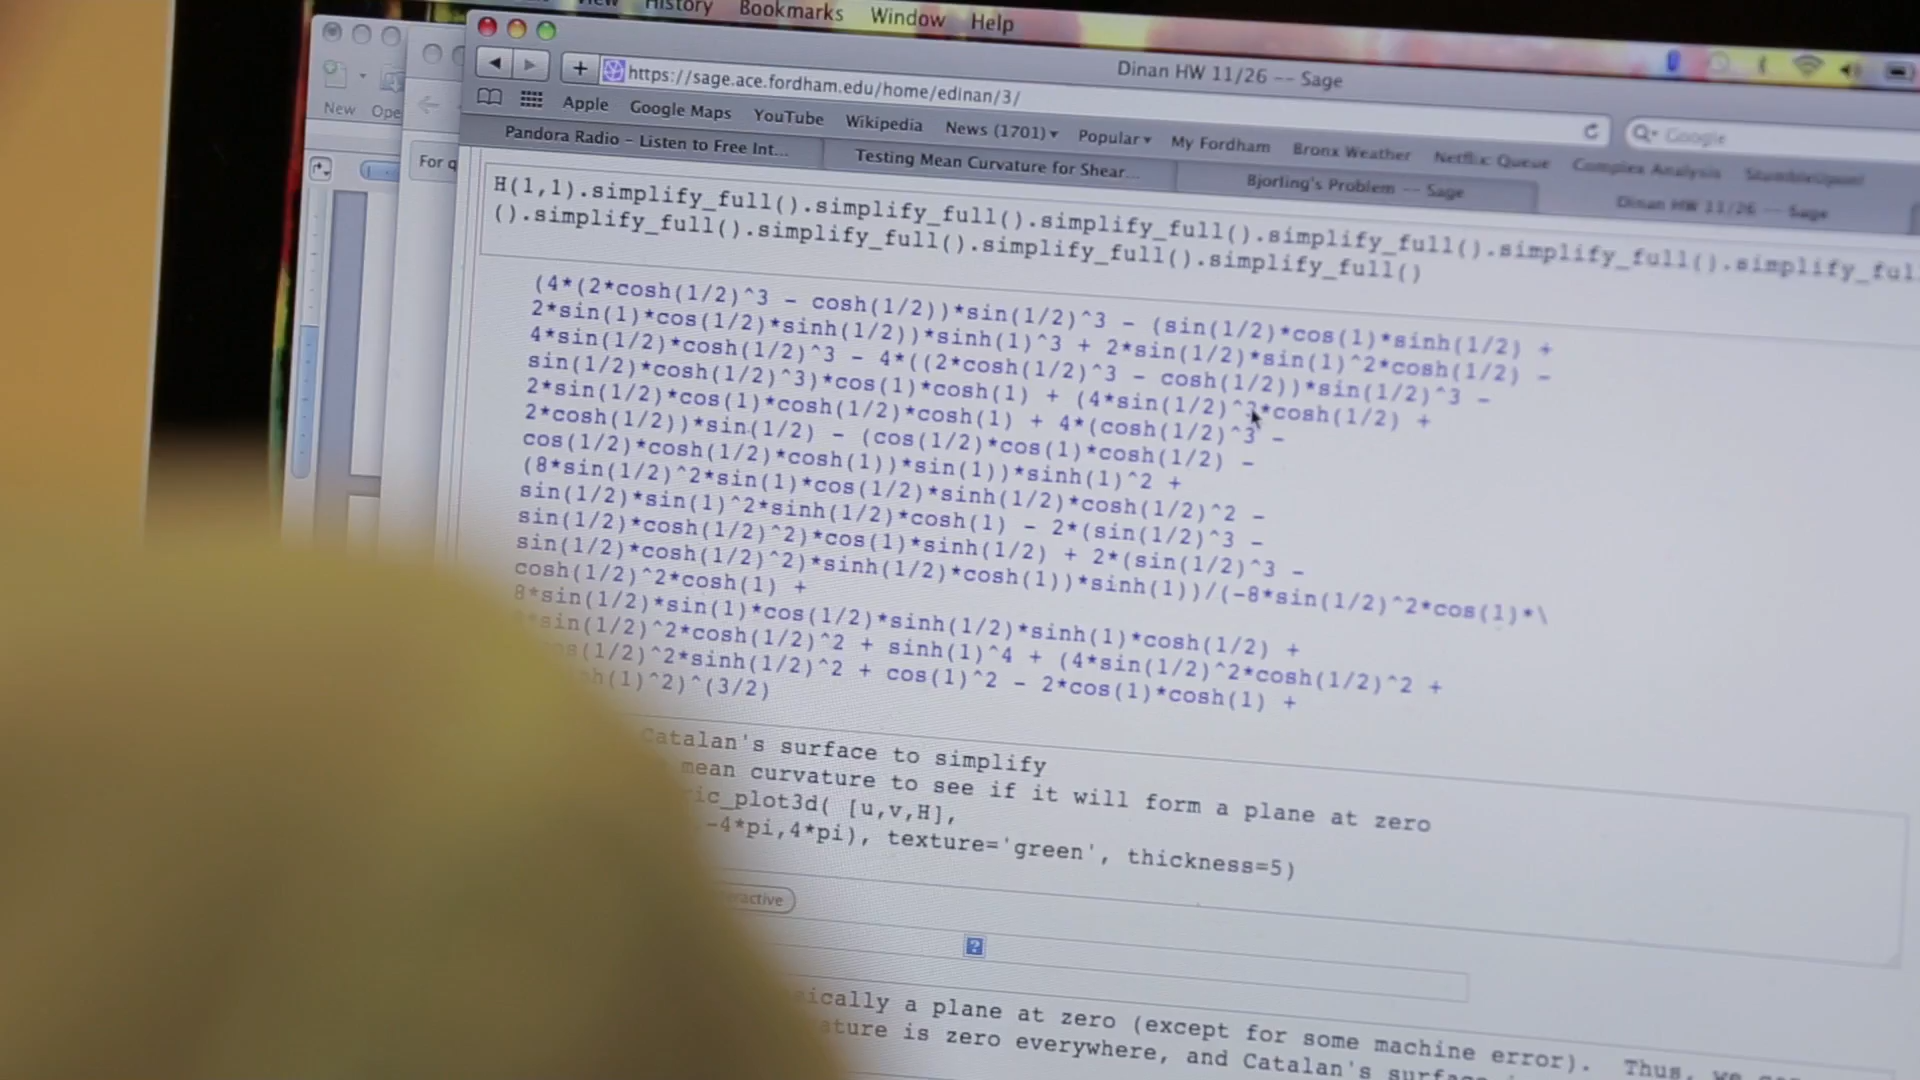 History Bookmarks Window Help
Dinan HW 11/26 -- Sage
https://sage.ace.fordham.edu/home/edinan/3/
Google
New
Apple Google Maps YouTube Wikipedia News (1701) Popular My Fordham Bronx Weather Netflix Queue Complex Analysis StumbleUpon!
Pandora Radio - Listen to Free Int... Testing Mean Curvature for Shear... Bjorling's Problem -- Sage Dinan HW 11/26 -- Sage
For q
H(1,1).simplify_full().simplify_full().simplify_full().simplify_full().simplify_full().simplify_ful
().simplify_full().simplify_full().simplify_full().simplify_full()
(4*(2*cosh(1/2)^3 - cosh(1/2))*sin(1/2)^3 - (sin(1/2)*cos(1)*sinh(1/2) +
2*sin(1)*cos(1/2)*sinh(1/2))*sinh(1)^3 + 2*sin(1/2)*sin(1)^2*cosh(1/2) -
4*sin(1/2)*cosh(1/2)^3 - 4*((2*cosh(1/2)^3 - cosh(1/2))*sin(1/2)^3 -
sin(1/2)*cosh(1/2)^3)*cos(1)*cosh(1) + (4*sin(1/2)^3*cosh(1/2) +
2*sin(1/2)*cos(1)*cosh(1/2)*cosh(1) + 4*(cosh(1/2)^3 -
2*cosh(1/2))*sin(1/2) - (cos(1/2)*cos(1)*cosh(1/2) -
cos(1/2)*cosh(1/2)*cosh(1))*sin(1))*sinh(1)^2 +
(8*sin(1/2)^2*sin(1)*cos(1/2)*sinh(1/2)*cosh(1/2)^2 -
sin(1/2)*sin(1)^2*sinh(1/2)*cosh(1) - 2*(sin(1/2)^3 -
sin(1/2)*cosh(1/2)^2)*cos(1)*sinh(1/2) + 2*(sin(1/2)^3 -
sin(1/2)*cosh(1/2)^2)*sinh(1/2)*cosh(1))*sinh(1))/(-8*sin(1/2)^2*cos(1)*\
cosh(1/2)^2*cosh(1) +
8*sin(1/2)*sin(1)*cos(1/2)*sinh(1/2)*sinh(1)*cosh(1/2) +
*sin(1/2)^2*cosh(1/2)^2 + sinh(1)^4 + (4*sin(1/2)^2*cosh(1/2)^2 +
os(1/2)^2*sinh(1/2)^2 + cos(1)^2 - 2*cos(1)*cosh(1) +
h(1)^2)^(3/2)
Catalan's surface to simplify
mean curvature to see if it will form a plane at zero
ric_plot3d( [u,v,H],
-4*pi,4*pi), texture='green', thickness=5)
ractive
?
sically a plane at zero (except for some machine error). Thus, we
ature is zero everywhere, and Catalan's